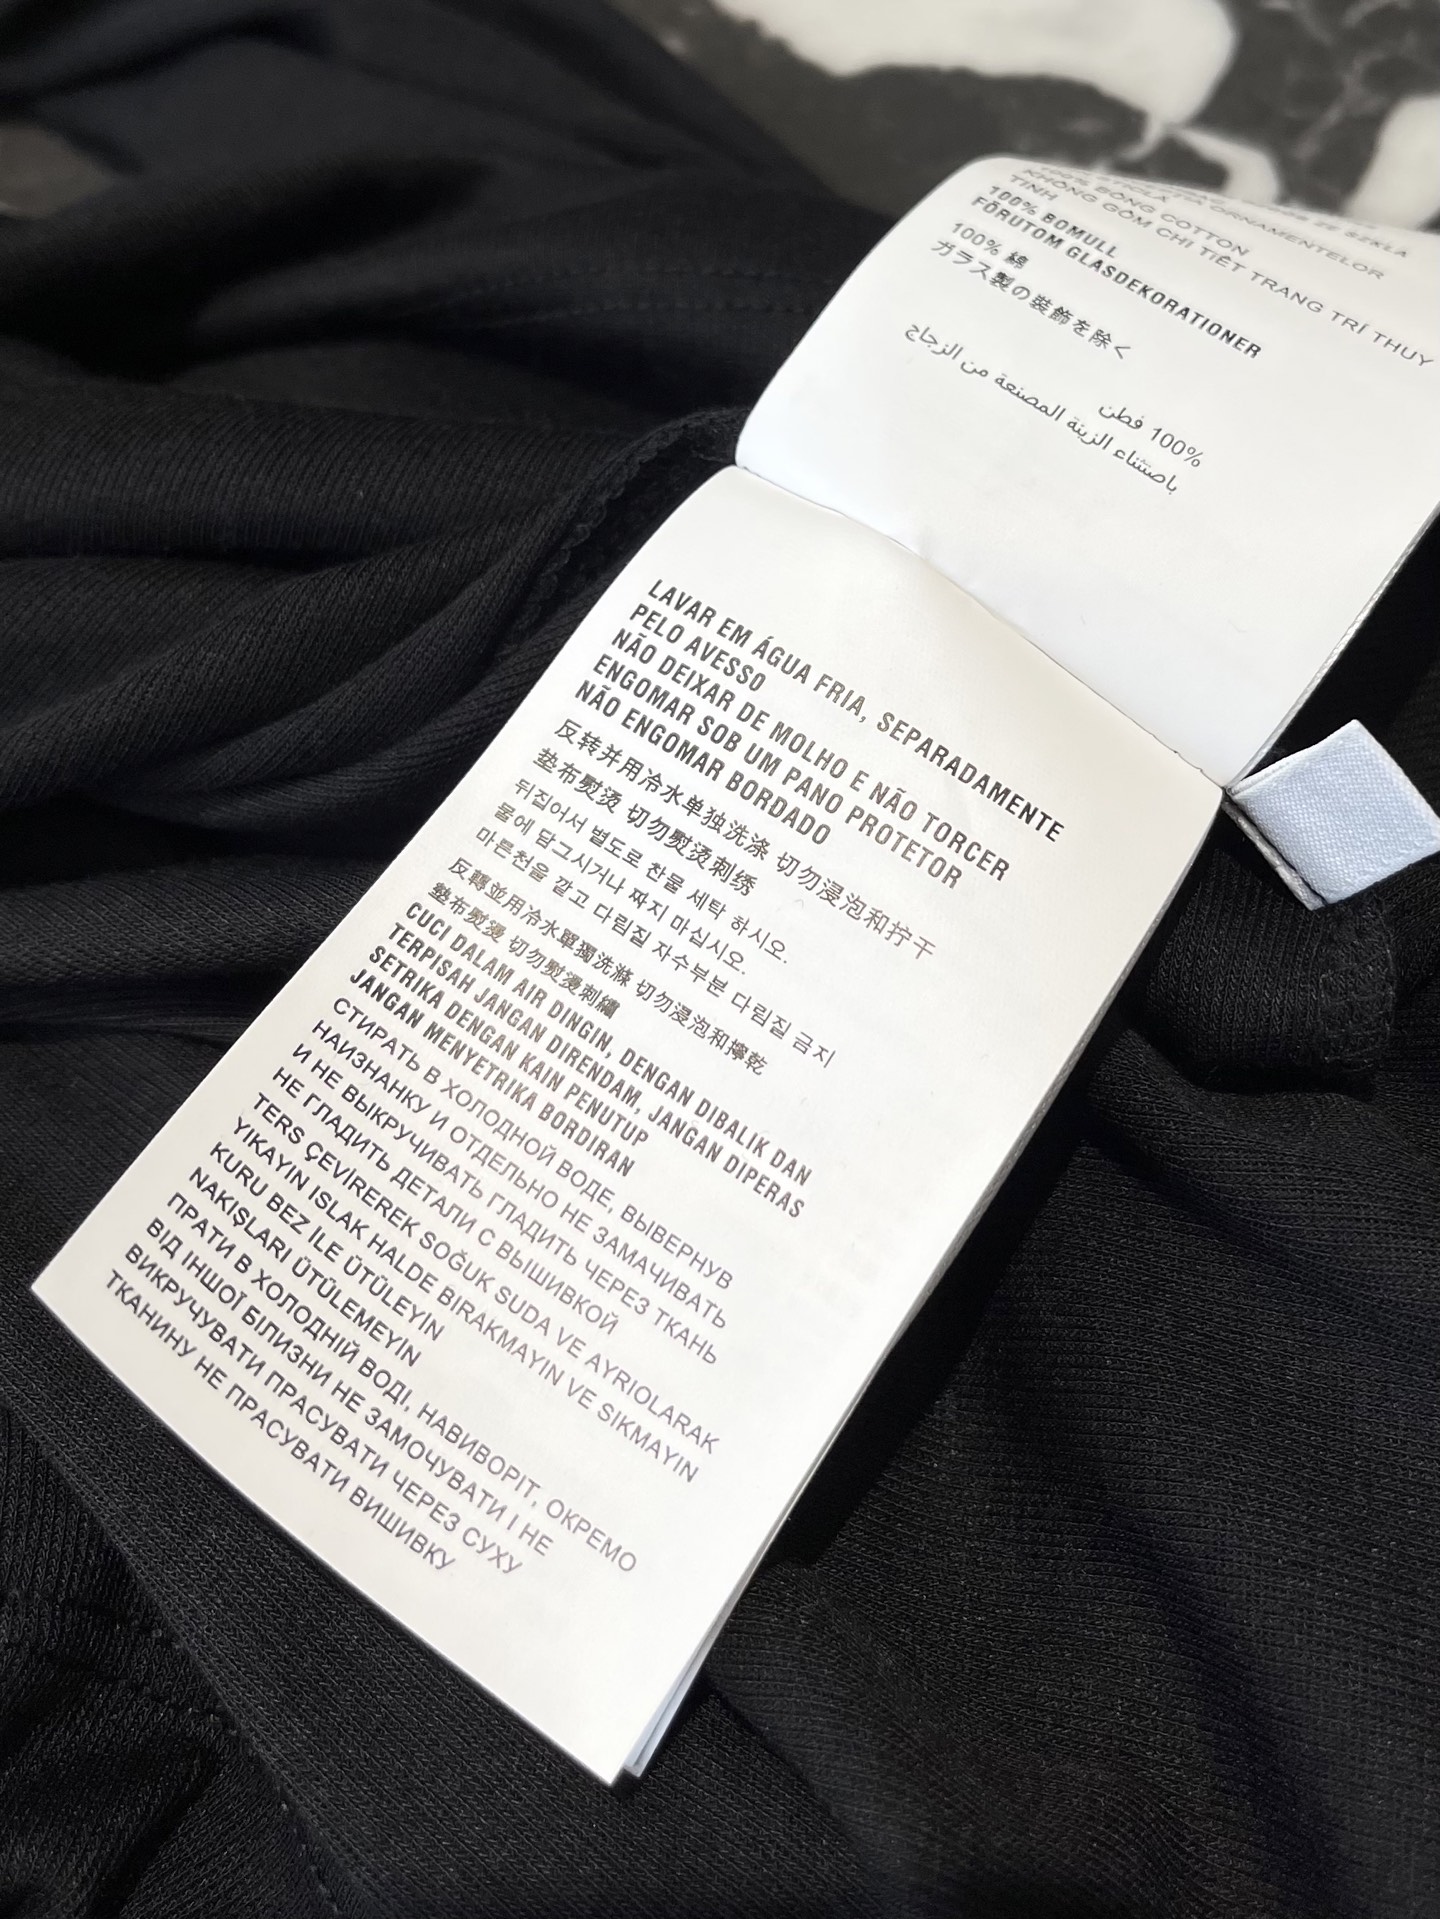 ORNAMENTELOR
100% BÔNG COTTON
KHÔNG GỒM CHI TIẾT TRANG TRÍ THUỶ
TINH
100% BOMULL
FÖRUTOM GLASDEKORATIONER
100% 綿
ガラス製の装飾を除く
100% قطن
باصتثناء الزينة المصنعة من الزجاج
LAVAR EM ÁGUA FRIA, SEPARADAMENTE
PELO AVESSO
NÃO DEIXAR DE MOLHO E NÃO TORCER
ENGOMAR SOB UM PANO PROTETOR
NÃO ENGOMAR BORDADO
反转并用冷水单独洗涤 切勿浸泡和拧干
垫布熨烫 切勿熨烫刺绣
뒤집어서 별도로 찬물 세탁 하시오.
물에 담그시거나 짜지 마십시오.
마른천을 깔고 다림질 자수부분 다림질 금지
反轉並用冷水單獨洗滌 切勿浸泡和擰乾
墊布熨燙 切勿熨燙刺繡
CUCI DALAM AIR DINGIN, DENGAN DIBALIK DAN
TERPISAH JANGAN DIRENDAM, JANGAN DIPERAS
SETRIKA DENGAN KAIN PENUTUP
JANGAN MENYETRIKA BORDIRAN
СТИРАТЬ В ХОЛОДНОЙ ВОДЕ, ВЫВЕРНУВ
НАИЗНАНКУ И ОТДЕЛЬНО НЕ ЗАМАЧИВАТЬ
И НЕ ВЫКРУЧИВАТЬ ГЛАДИТЬ ЧЕРЕЗ ТКАНЬ
НЕ ГЛАДИТЬ ДЕТАЛИ С ВЫШИВКОЙ
TERS ÇEVİREREK SOĞUK SUDA VE AYRIOLARAK
YIKAYIN ISLAK HALDE BIRAKMAYIN VE SIKMAYIN
KURU BEZ ILE ÜTÜLEYIN
NAKIŞLARI ÜTÜLEMEYIN
ПРАТИ В ХОЛОДНІЙ ВОДІ, НАВИВОРІТ, ОКРЕМО
ВІД ІНШОЇ БІЛИЗНИ НЕ ЗАМОЧУВАТИ І НЕ
ВИКРУЧУВАТИ ПРАСУВАТИ ЧЕРЕЗ СУХУ
ТКАНИНУ НЕ ПРАСУВАТИ ВИШИВКУ